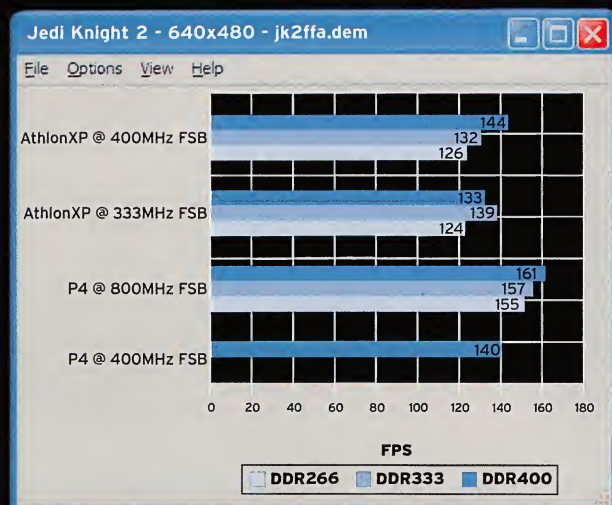 Jedi Knight 2 - 640x480 - jk2ffa.dem
File Options View Help
AthlonXP @ 400MHz FSB
144
132
126
AthlonXP @ 333MHz FSB
133
139
124
P4 @ 800MHz FSB
161
157
155
P4 @ 400MHz FSB
140
0 20 40 60 80 100 120 140 160 180
FPS
DDR266 DDR333 DDR400